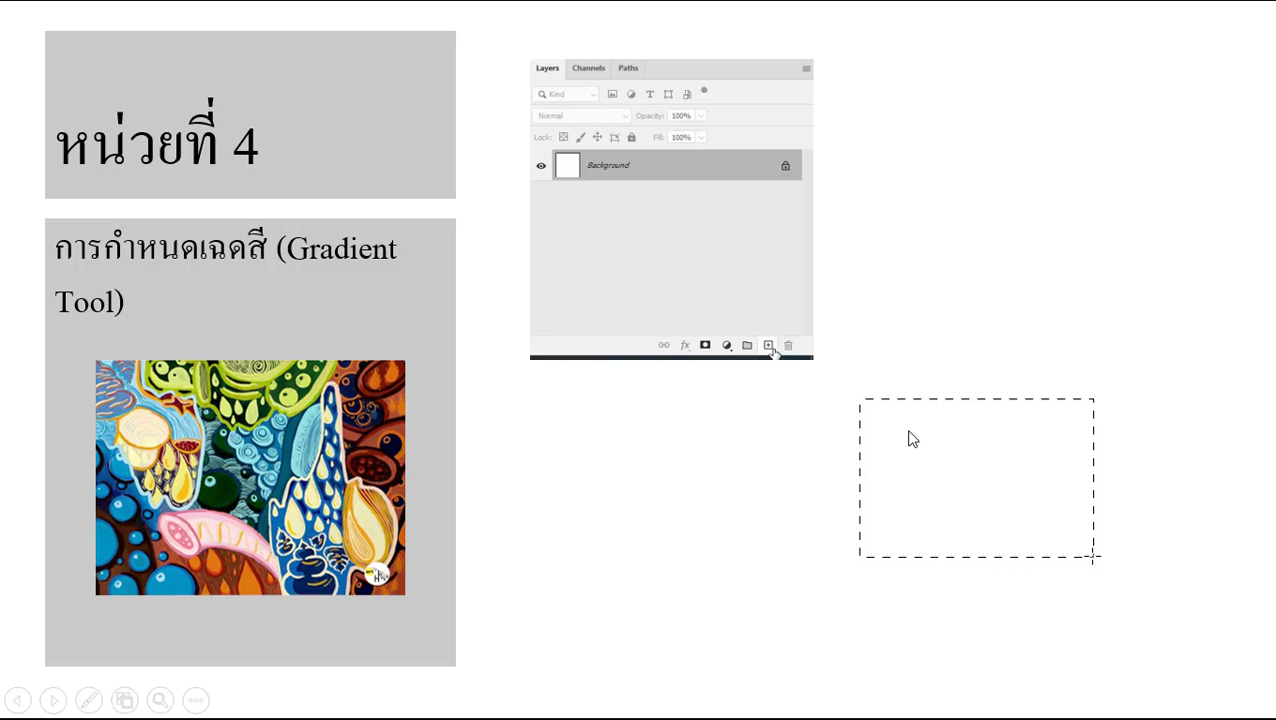 หน่วยที่ 4
การกำหนดเฉดสี (Gradient
Tool)
Layers Channels Paths
Kind
Normal Opacity: 100%
Lock: Fill: 100%
Background
fx